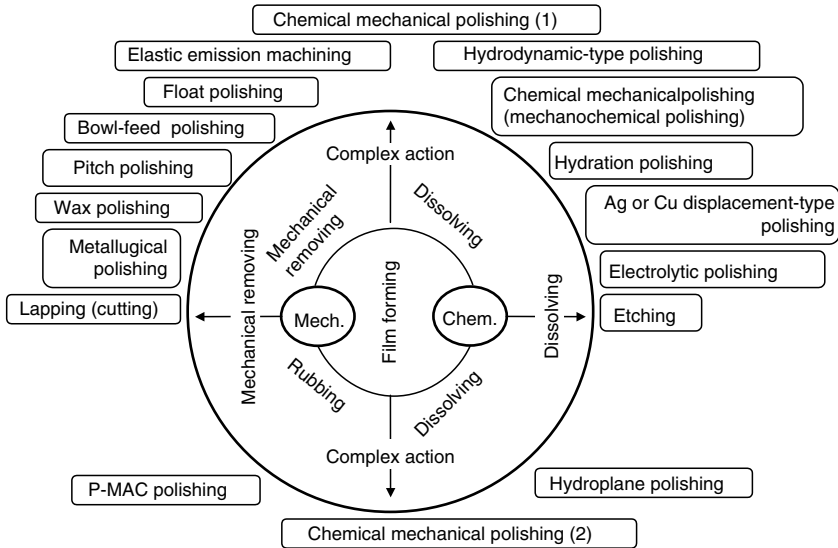 Chemical mechanical polishing (1)
Elastic emission machining
Hydrodynamic-type polishing
Float polishing
Chemical mechanicalpolishing
(mechanochemical polishing)
Bowl-feed polishing
Complex action
Pitch polishing
Hydration polishing
Wax polishing
Mechanical
removing
Dissolving
Ag or Cu displacement-type
polishing
Metallugical
polishing
Electrolytic polishing
Lapping (cutting)
Mechanical removing
Mech.
Film forming
Chem.
Dissolving
Etching
Rubbing
Dissolving
Complex action
P-MAC polishing
Hydroplane polishing
Chemical mechanical polishing (2)